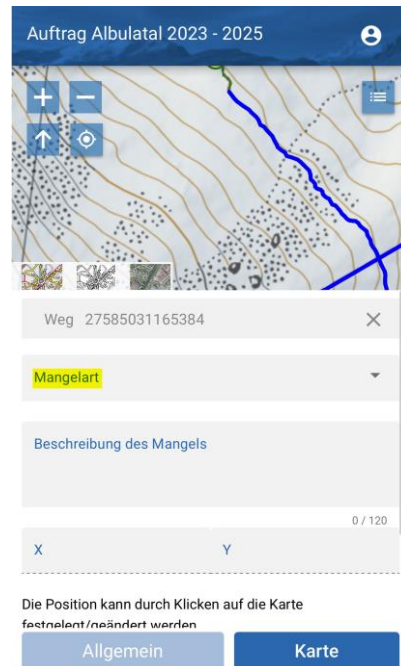 Auftrag Albulatal 2023 - 2025
Weg 27585031165384
Mangelart
Beschreibung des Mangels
0 / 120
X Y
Die Position kann durch Klicken auf die Karte
festgelegt/geändert werden
Allgemein Karte